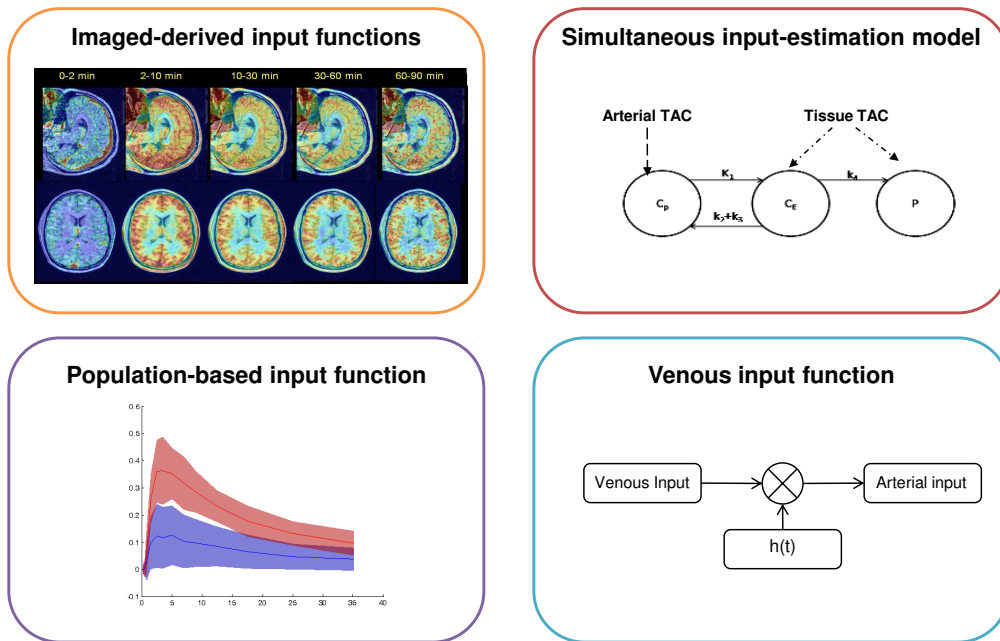 Imaged-derived input functions
0-2 min 2-10 min 10-30 min 30-60 min 60-90 min
Simultaneous input-estimation model
Arterial TAC Tissue TAC
K1 k4
Cp CE P
k2+k3
Population-based input function
0.6
0.5
0.4
0.3
0.2
0.1
0
-0.1
0 5 10 15 20 25 30 35 40
Venous input function
Venous Input Arterial input
h(t)